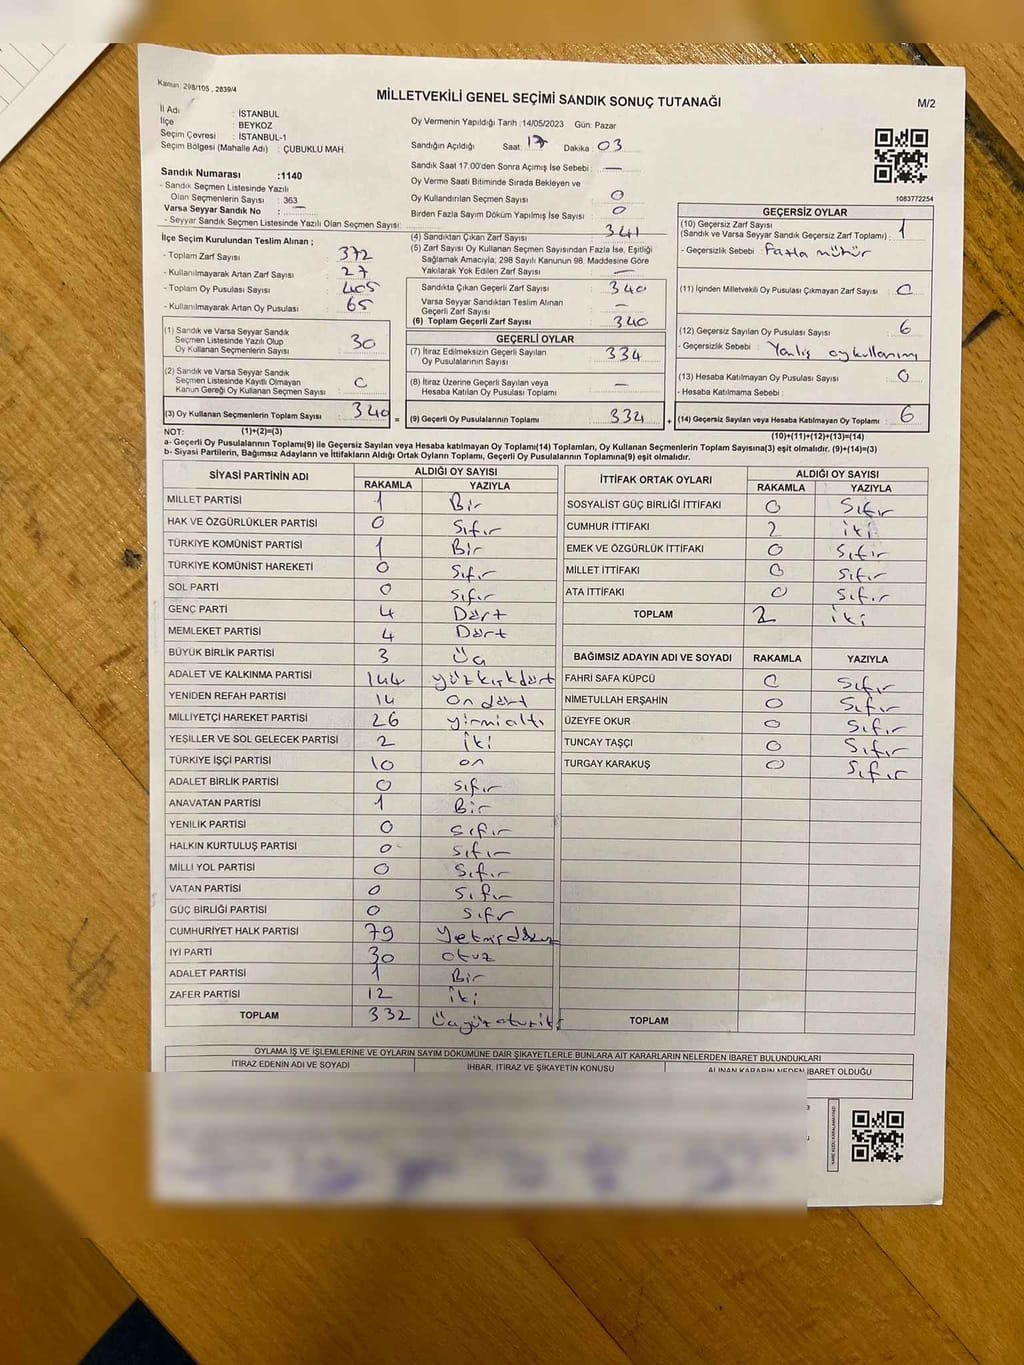 Kanun: 298/105 , 2839/4
MİLLETVEKİLİ GENEL SEÇİMİ SANDIK SONUÇ TUTANAĞI
M/2
İl Adı : İSTANBUL
İlçe : BEYKOZ
Seçim Çevresi : İSTANBUL-1
Seçim Bölgesi (Mahalle Adı) : ÇUBUKLU MAH.
Sandık Numarası :1140
- Sandık Seçmen Listesinde Yazılı
Olan Seçmenlerin Sayısı : 363
Varsa Seyyar Sandık No : —
- Seyyar Sandık Seçmen Listesinde Yazılı Olan Seçmen Sayısı:
Oy Vermenin Yapıldığı Tarih :14/05/2023 Gün: Pazar
Sandığın Açıldığı Saat: 17 Dakika : 03
Sandık Saat 17.00'den Sonra Açımış İse Sebebi : —
Oy Verme Saati Bitiminde Sırada Bekleyen ve
Oy Kullandırılan Seçmen Sayısı : 0
Birden Fazla Sayım Döküm Yapılmış İse Sayısı : 0
1083772254
İlçe Seçim Kurulundan Teslim Alınan ;
- Toplam Zarf Sayısı : 372
- Kullanılmayarak Artan Zarf Sayısı : 27
- Toplam Oy Pusulası Sayısı : 405
- Kullanılmayarak Artan Oy Pusulası : 65
(4) Sandıktan Çıkan Zarf Sayısı : 341
(5) Zarf Sayısı Oy Kullanan Seçmen Sayısından Fazla İse, Eşitliği
Sağlamak Amacıyla, 298 Sayılı Kanunun 98. Maddesine Göre
Yakılarak Yok Edilen Zarf Sayısı : —
Sandıkta Çıkan Geçerli Zarf Sayısı : 340
Varsa Seyyar Sandıktan Teslim Alınan
Geçerli Zarf Sayısı : —
(6) Toplam Geçerli Zarf Sayısı : 340
GEÇERSİZ OYLAR
(10) Geçersiz Zarf Sayısı
(Sandık ve Varsa Seyyar Sandık Geçersiz Zarf Toplamı) : 1
- Geçersizlik Sebebi : Fazla mühür
(11) İçinden Milletvekili Oy Pusulası Çıkmayan Zarf Sayısı : 0
(12) Geçersiz Sayılan Oy Pusulası Sayısı : 6
- Geçersizlik Sebebi : Yanlış oy kullanımı
(13) Hesaba Katılmayan Oy Pusulası Sayısı : 0
- Hesaba Katılmama Sebebi :
(1) Sandık ve Varsa Seyyar Sandık
Seçmen Listesinde Yazılı Olup
Oy Kullanan Seçmenlerin Sayısı : 30
(2) Sandık ve Varsa Seyyar Sandık
Seçmen Listesinde Kayıtlı Olmayan
Kanun Gereği Oy Kullanan Seçmen Sayısı : 0
GEÇERLİ OYLAR
(7) İtiraz Edilmeksizin Geçerli Sayılan
Oy Pusulalarının Sayısı : 334
(8) İtiraz Üzerine Geçerli Sayılan veya
Hesaba Katılan Oy Pusulaları Toplamı : —
(3) Oy Kullanan Seçmenlerin Toplam Sayısı : 340 = (9) Geçerli Oy Pusulalarının Toplamı : 334 + (14) Geçersiz Sayılan veya Hesaba Katılmayan Oy Toplamı : 6
NOT: (1)+(2)=(3) (10)+(11)+(12)+(13)=(14)
a- Geçerli Oy Pusulalarının Toplamı(9) ile Geçersiz Sayılan veya Hesaba katılmayan Oy Toplamı(14) Toplamları, Oy Kullanan Seçmenlerin Toplam Sayısı(3) eşit olmalıdır. (9)+(14)=(3)
b- Siyasi Partilerin, Bağımsız Adayların ve İttifakların Aldığı Ortak Oyların Toplamı, Geçerli Oy Pusulalarının Toplamına(9) eşit olmalıdır.
SİYASİ PARTİNİN ADI ALDIĞI OY SAYISI
RAKAMLA YAZIYLA
MİLLET PARTİSİ 1 Bir
HAK VE ÖZGÜRLÜKLER PARTİSİ 0 Sıfır
TÜRKİYE KOMÜNİST PARTİSİ 1 Bir
TÜRKİYE KOMÜNİST HAREKETİ 0 Sıfır
SOL PARTİ 0 Sıfır
GENÇ PARTİ 4 Dört
MEMLEKET PARTİSİ 4 Dört
BÜYÜK BİRLİK PARTİSİ 3 Üç
ADALET VE KALKINMA PARTİSİ 144 yüzkırkdört
YENİDEN REFAH PARTİSİ 14 on dört
MİLLİYETÇİ HAREKET PARTİSİ 26 yirmialtı
YEŞİLLER VE SOL GELECEK PARTİSİ 2 iki
TÜRKİYE İŞÇİ PARTİSİ 10 on
ADALET BİRLİK PARTİSİ 0 sıfır
ANAVATAN PARTİSİ 1 Bir
YENİLİK PARTİSİ 0 sıfır
HALKIN KURTULUŞ PARTİSİ 0 sıfır
MİLLİ YOL PARTİSİ 0 Sıfır
VATAN PARTİSİ 0 Sıfır
GÜÇ BİRLİĞİ PARTİSİ 0 Sıfır
CUMHURİYET HALK PARTİSİ 79 Yetmişdokuz
İYİ PARTİ 30 otuz
ADALET PARTİSİ 1 Bir
ZAFER PARTİSİ 12 iki
TOPLAM 332 Üçyüzotuziki
İTTİFAK ORTAK OYLARI ALDIĞI OY SAYISI
RAKAMLA YAZIYLA
SOSYALİST GÜÇ BİRLİĞİ İTTİFAKI 0 Sıfır
CUMHUR İTTİFAKI 2 iki
EMEK VE ÖZGÜRLÜK İTTİFAKI 0 Sıfır
MİLLET İTTİFAKI 0 Sıfır
ATA İTTİFAKI 0 Sıfır
TOPLAM 2 iki
BAĞIMSIZ ADAYIN ADI VE SOYADI RAKAMLA YAZIYLA
FAHRİ SAFA KÜPCÜ 0 Sıfır
NİMETULLAH ERŞAHİN 0 Sıfır
ÜZEYFE OKUR 0 Sıfır
TUNCAY TAŞÇI 0 Sıfır
TURGAY KARAKUŞ 0 Sıfır
TOPLAM
OYLAMA İŞ VE İŞLEMLERİNE VE OYLARIN SAYIM DÖKÜMÜNE DAİR ŞİKAYETLERLE BUNLARA AİT KARARLARIN NELERDEN İBARET BULUNDUKLARI
İTİRAZ EDENİN ADI VE SOYADI İHBAR, İTİRAZ VE ŞİKAYETİN KONUSU ALINAN KARARIN NEDEN İBARET OLDUĞU